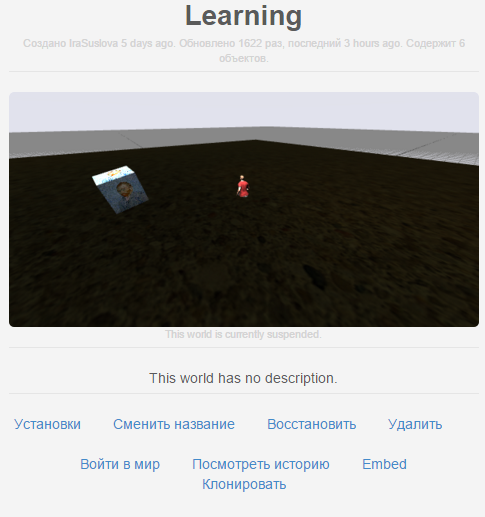 Learning
Создано IraSuslova 5 days ago. Обновлено 1622 раз, последний 3 hours ago. Содержит 6
объектов.
This world is currently suspended.
This world has no description.
Установки Сменить название Восстановить Удалить
Войти в мир Посмотреть историю Embed
Клонировать